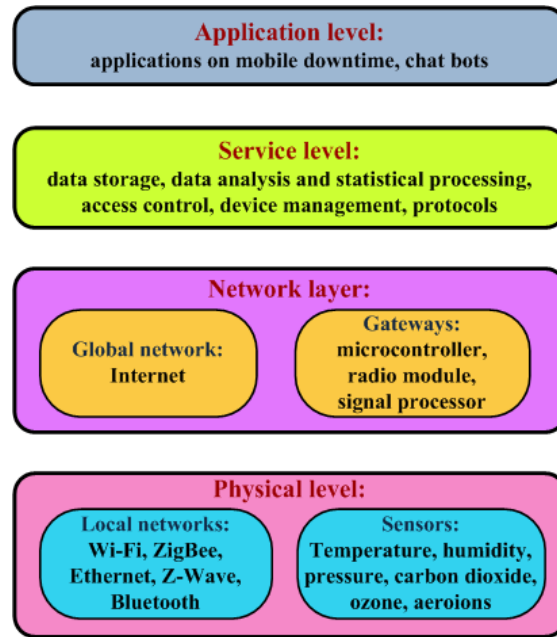 Application level:
applications on mobile downtime, chat bots
Service level:
data storage, data analysis and statistical processing,
access control, device management, protocols
Network layer:
Global network:
Internet
Gateways:
microcontroller,
radio module,
signal processor
Physical level:
Local networks:
Wi-Fi, ZigBee,
Ethernet, Z-Wave,
Bluetooth
Sensors:
Temperature, humidity,
pressure, carbon dioxide,
ozone, aeroions